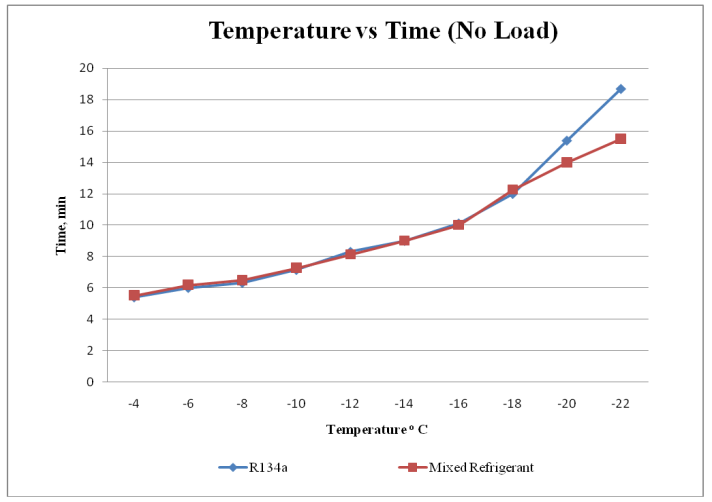 Temperature vs Time (No Load)
20
18
16
14
12
10
8
6
4
2
0
Time, min
-4 -6 -8 -10 -12 -14 -16 -18 -20 -22
Temperature º C
R134a Mixed Refrigerant